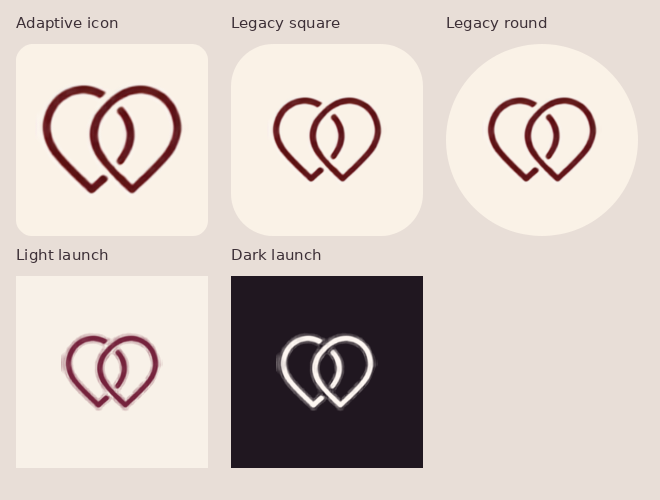 Adaptive icon
Legacy square
Legacy round
Light launch
Dark launch